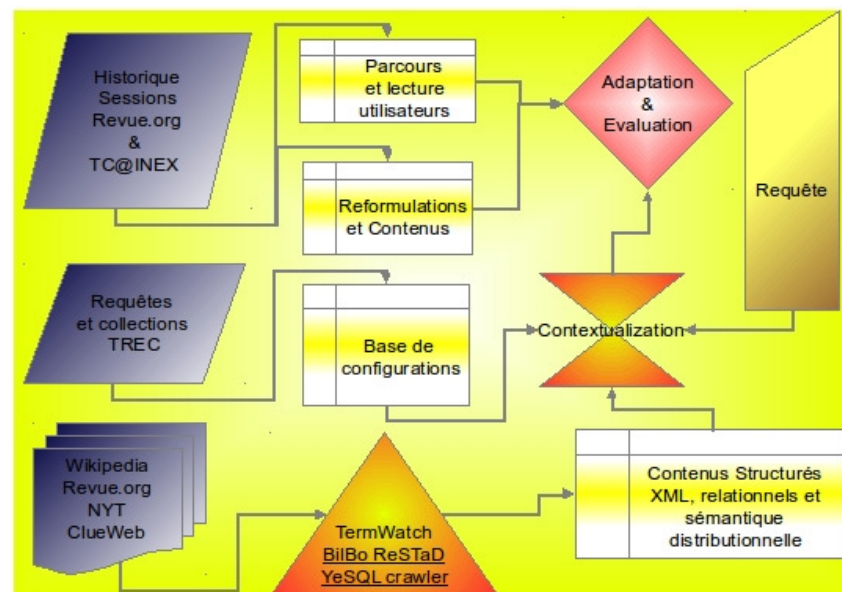 Historique
Sessions
Revue.org
&
TC@INEX
Parcours
et lecture
utilisateurs
Adaptation
&
Evaluation
Requête
Reformulations
et Contenus
Requêtes
et collections
TREC
Base de
configurations
Contextualization
Wikipedia
Revue.org
NYT
ClueWeb
TermWatch
BilBo ReSTaD
YeSQL crawler
Contenus Structurés
XML, relationnels et
sémantique
distributionnelle